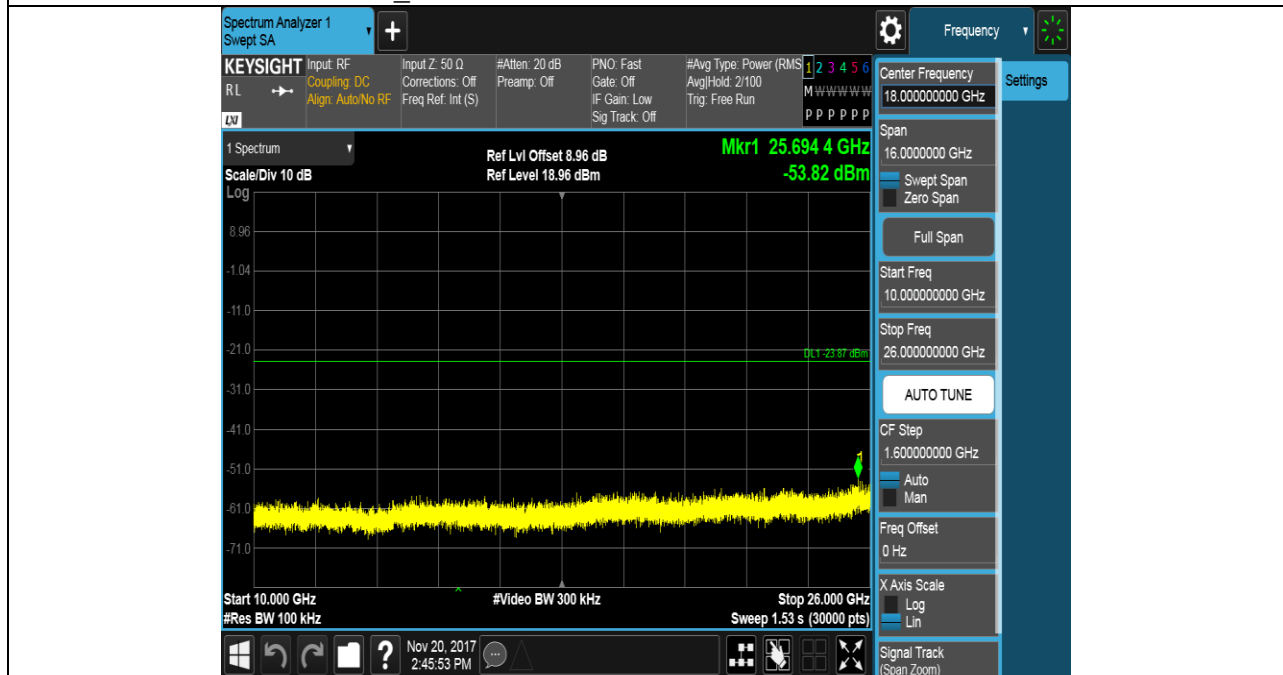 Spectrum Analyzer 1
Swept SA
+
Frequency
KEYSIGHT
RL
LXI
Input: RF
Coupling: DC
Align: Auto/No RF
Input Z: 50 Ω
Corrections: Off
Freq Ref: Int (S)
#Atten: 20 dB
Preamp: Off
PNO: Fast
Gate: Off
IF Gain: Low
Sig Track: Off
#Avg Type: Power (RMS
Avg|Hold: 2/100
Trig: Free Run
1 2 3 4 5 6
M W W W W W
P P P P P P
1 Spectrum
Scale/Div 10 dB
Ref Lvl Offset 8.96 dB
Ref Level 18.96 dBm
Mkr1 25.694 4 GHz
-53.82 dBm
Log
8.96
-1.04
-11.0
-21.0
DL1 -23.87 dBm
-31.0
-41.0
1
-51.0
-61.0
-71.0
Start 10.000 GHz
#Video BW 300 kHz
Stop 26.000 GHz
#Res BW 100 kHz
Sweep 1.53 s (30000 pts)
Center Frequency
18.000000000 GHz
Settings
Span
16.0000000 GHz
Swept Span
Zero Span
Full Span
Start Freq
10.000000000 GHz
Stop Freq
26.000000000 GHz
AUTO TUNE
CF Step
1.600000000 GHz
Auto
Man
Freq Offset
0 Hz
X Axis Scale
Log
Lin
Signal Track
(Span Zoom)
?
Nov 20, 2017
2:45:53 PM